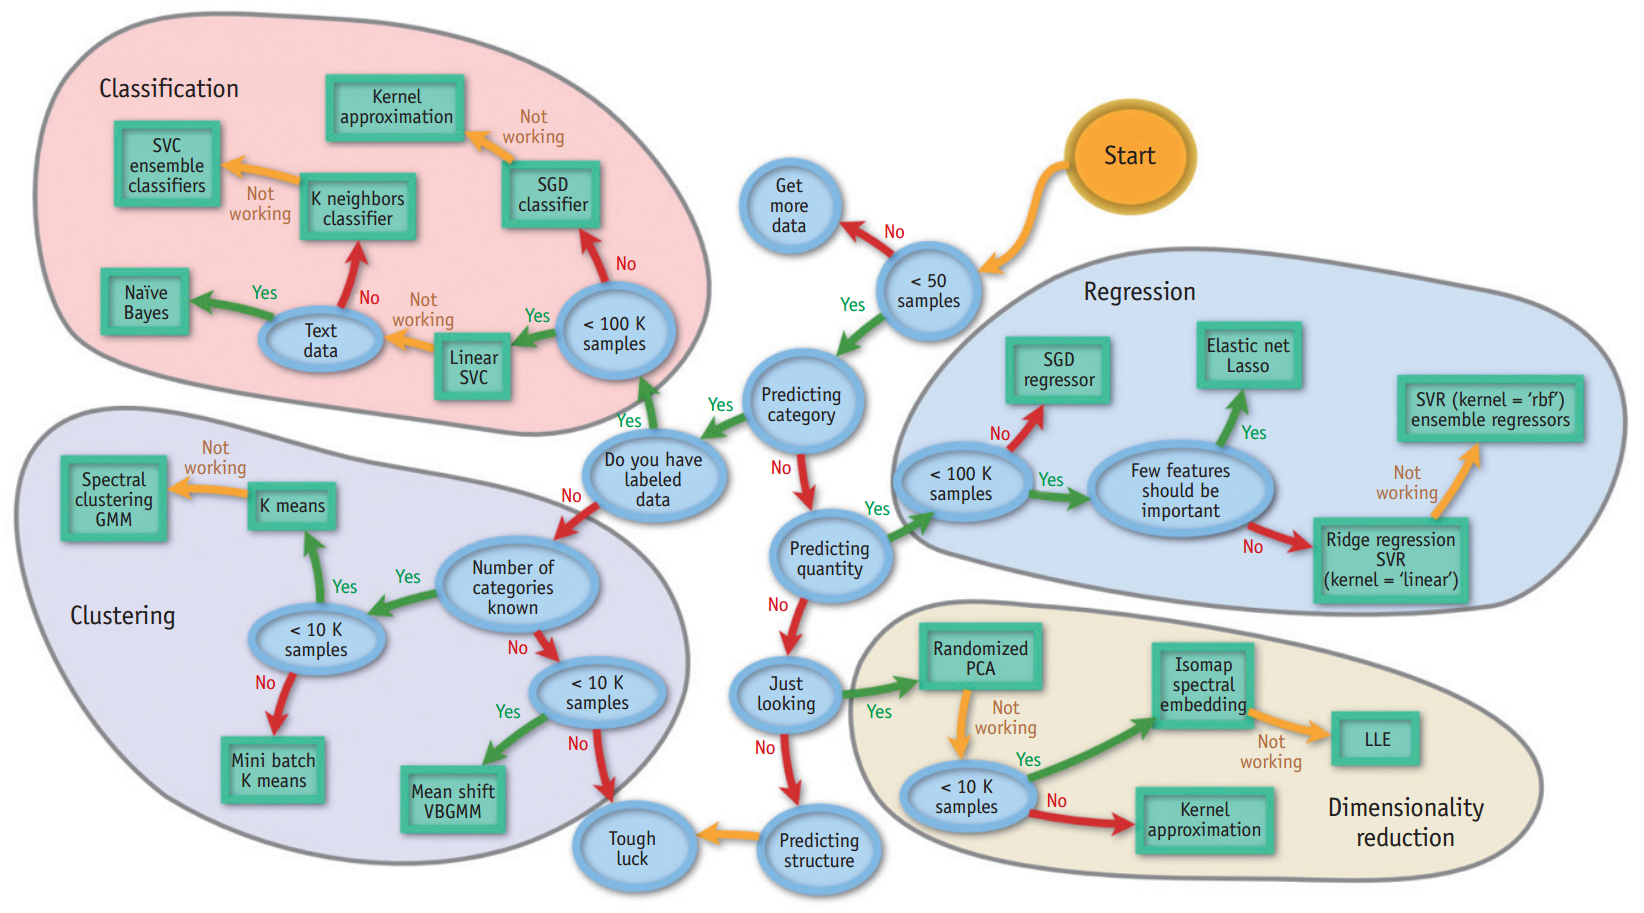 Classification
Kernel
approximation
Not
working
SVC
ensemble
classifiers
Not
working
K neighbors
classifier
SGD
classifier
No
Naïve
Bayes
Yes
No
Text
data
Not
working
Linear
SVC
Yes
< 100 K
samples
Yes
Start
Get
more
data
No
< 50
samples
Yes
Predicting
category
Yes
No
Do you have
labeled
data
No
Predicting
quantity
Yes
No
Just
looking
Yes
No
Predicting
structure
Tough
luck
Regression
SGD
regressor
No
< 100 K
samples
Yes
Elastic net
Lasso
Yes
Few features
should be
important
No
SVR (kernel = ‘rbf’)
ensemble regressors
Not
working
Ridge regression
SVR
(kernel = ‘linear’)
Clustering
Spectral
clustering
GMM
Not
working
K means
Yes
< 10 K
samples
Yes
Number of
categories
known
No
No
Mini batch
K means
< 10 K
samples
Yes
No
Mean shift
VBGMM
Randomized
PCA
Not
working
< 10 K
samples
Yes
No
Isomap
spectral
embedding
Not
working
LLE
Kernel
approximation
Dimensionality
reduction